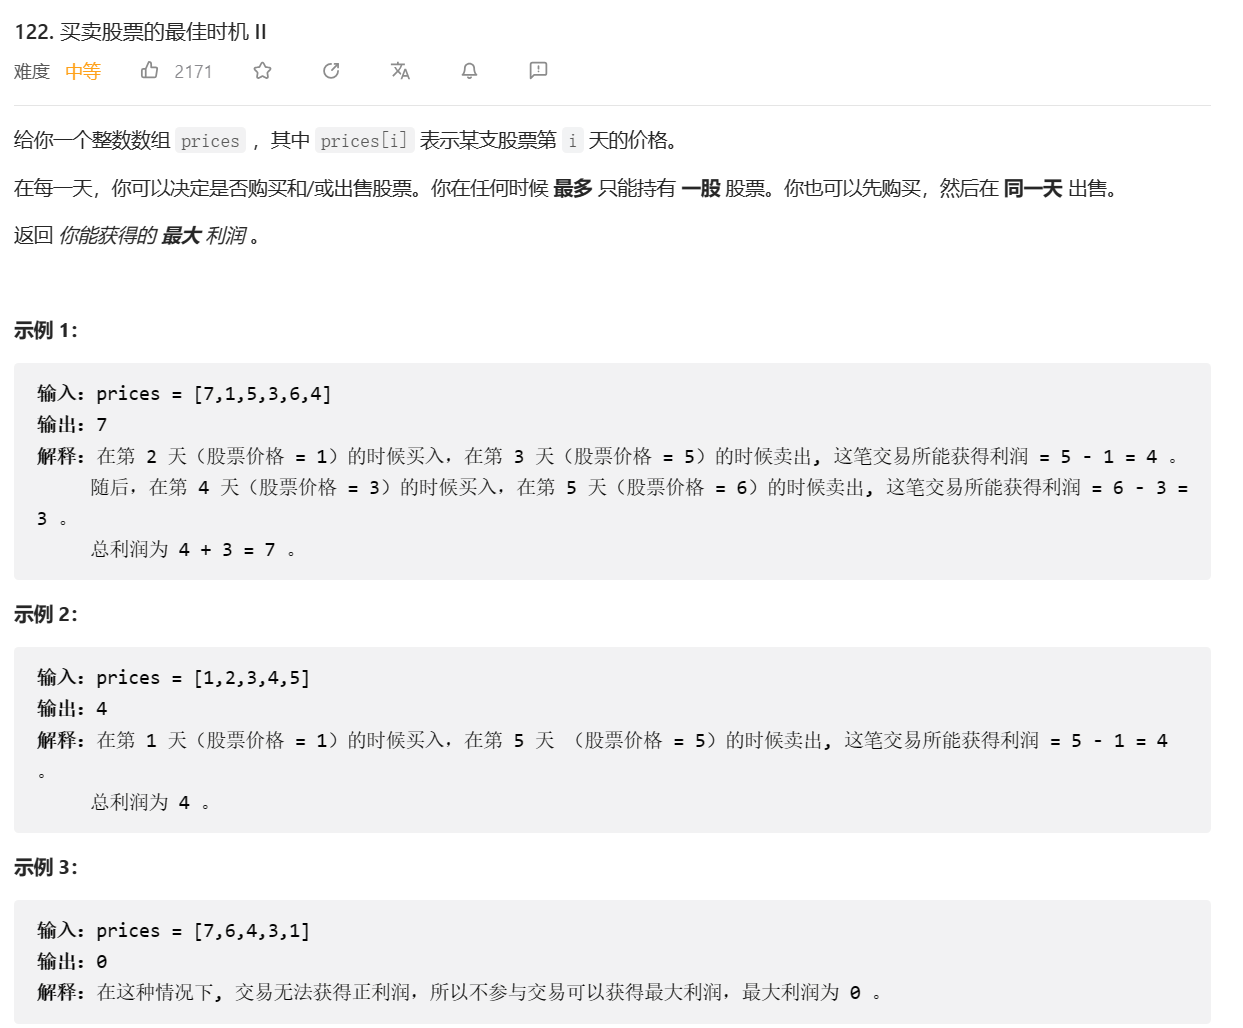 122. 买卖股票的最佳时机 II
难度 中等 2171
给你一个整数数组 prices ，其中 prices[i] 表示某支股票第 i 天的价格。
在每一天，你可以决定是否购买和/或出售股票。你在任何时候 最多 只能持有 一股 股票。你也可以先购买，然后在 同一天 出售。
返回 你能获得的 最大 利润 。
示例 1：
输入：prices = [7,1,5,3,6,4]
输出：7
解释：在第 2 天（股票价格 = 1）的时候买入，在第 3 天（股票价格 = 5）的时候卖出, 这笔交易所能获得利润 = 5 - 1 = 4 。
随后，在第 4 天（股票价格 = 3）的时候买入，在第 5 天（股票价格 = 6）的时候卖出, 这笔交易所能获得利润 = 6 - 3 =
3 。
总利润为 4 + 3 = 7 。
示例 2：
输入：prices = [1,2,3,4,5]
输出：4
解释：在第 1 天（股票价格 = 1）的时候买入，在第 5 天 （股票价格 = 5）的时候卖出, 这笔交易所能获得利润 = 5 - 1 = 4
。
总利润为 4 。
示例 3：
输入：prices = [7,6,4,3,1]
输出：0
解释：在这种情况下, 交易无法获得正利润，所以不参与交易可以获得最大利润，最大利润为 0 。